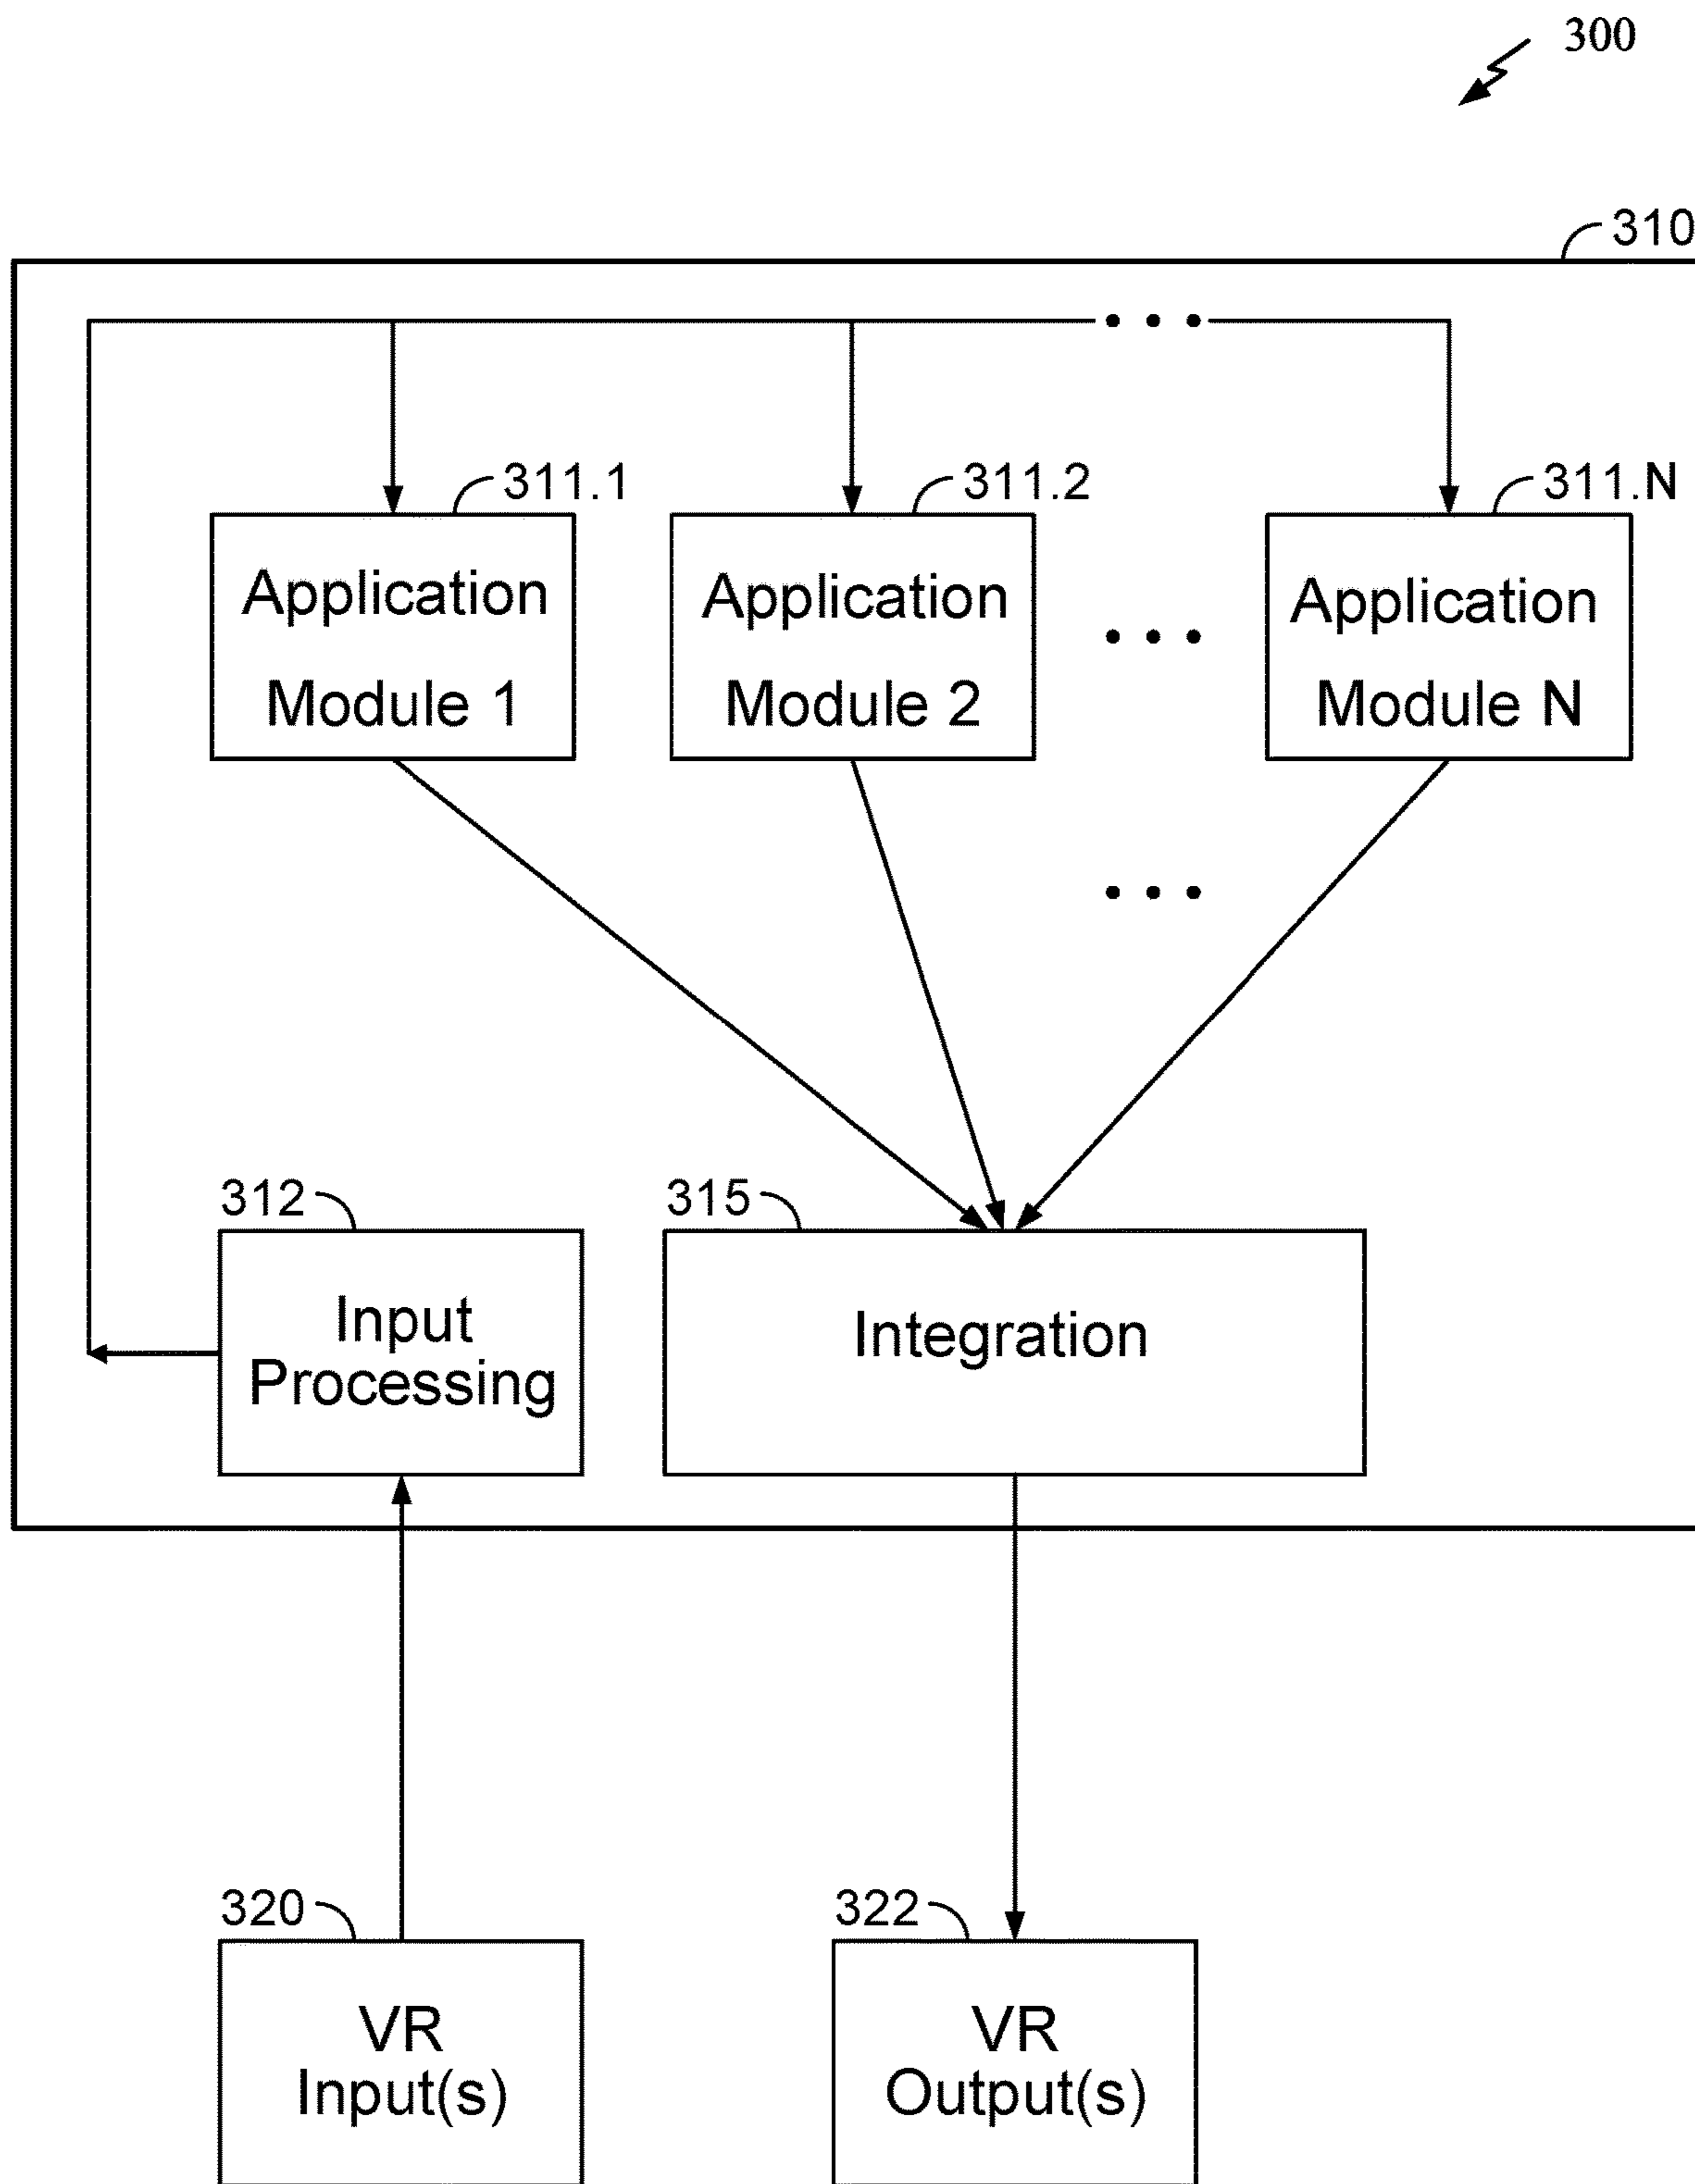 300
310
311.1
311.2
311.N
Application
Module 1
Application
Module 2
Application
Module N
312
315
Input
Processing
Integration
320
322
VR
Input(s)
VR
Output(s)